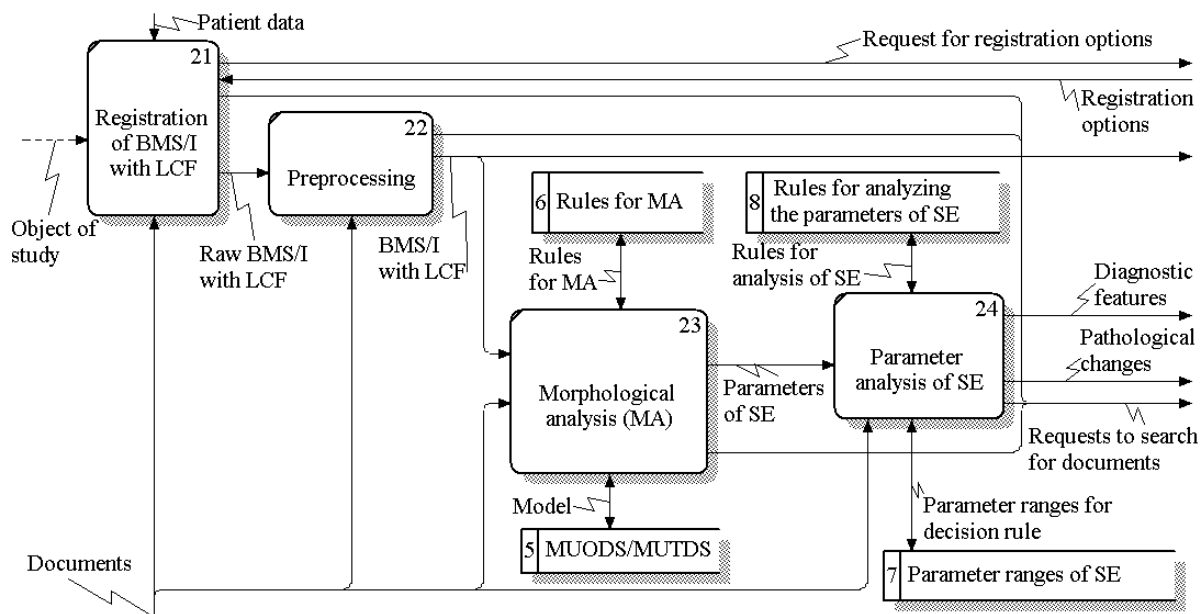 Patient data
21
Registration
of BMS/I
with LCF
Request for registration options
Registration
options
22
Preprocessing
Object of
study
Raw BMS/I
with LCF
BMS/I
with LCF
6 Rules for MA
8 Rules for analyzing
the parameters of SE
Rules
for MA
Rules for
analysis of SE
23
Morphological
analysis (MA)
Parameters
of SE
24
Parameter
analysis of SE
Diagnostic
features
Pathological
changes
Requests to search
for documents
Model
5 MUODS/MUTDS
Parameter ranges for
decision rule
7 Parameter ranges of SE
Documents